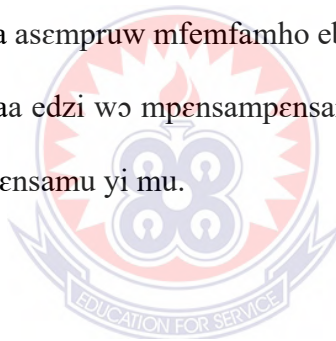 a asɛmpruw mfemfamho eb
aa edzi wɔ mpɛnsampɛnsa
ɛnsamu yi mu.
EDUCATION FOR SERVICE